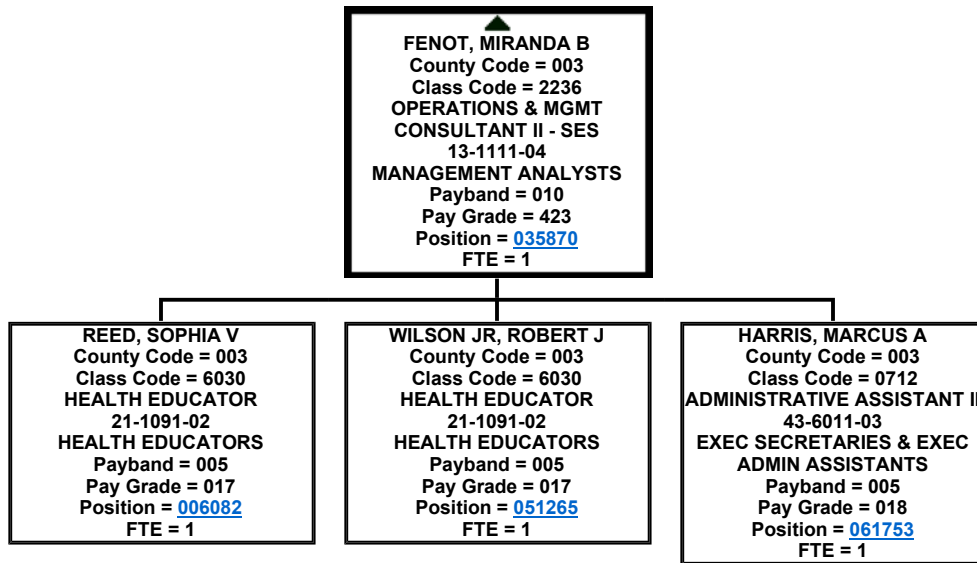 FENOT, MIRANDA B
County Code = 003
Class Code = 2236
OPERATIONS & MGMT
CONSULTANT II - SES
13-1111-04
MANAGEMENT ANALYSTS
Payband = 010
Pay Grade = 423
Position = 035870
FTE = 1
REED, SOPHIA V
County Code = 003
Class Code = 6030
HEALTH EDUCATOR
21-1091-02
HEALTH EDUCATORS
Payband = 005
Pay Grade = 017
Position = 006082
FTE = 1
WILSON JR, ROBERT J
County Code = 003
Class Code = 6030
HEALTH EDUCATOR
21-1091-02
HEALTH EDUCATORS
Payband = 005
Pay Grade = 017
Position = 051265
FTE = 1
HARRIS, MARCUS A
County Code = 003
Class Code = 0712
ADMINISTRATIVE ASSISTANT
43-6011-03
EXEC SECRETARIES & EXEC
ADMIN ASSISTANTS
Payband = 005
Pay Grade = 018
Position = 061753
FTE = 1